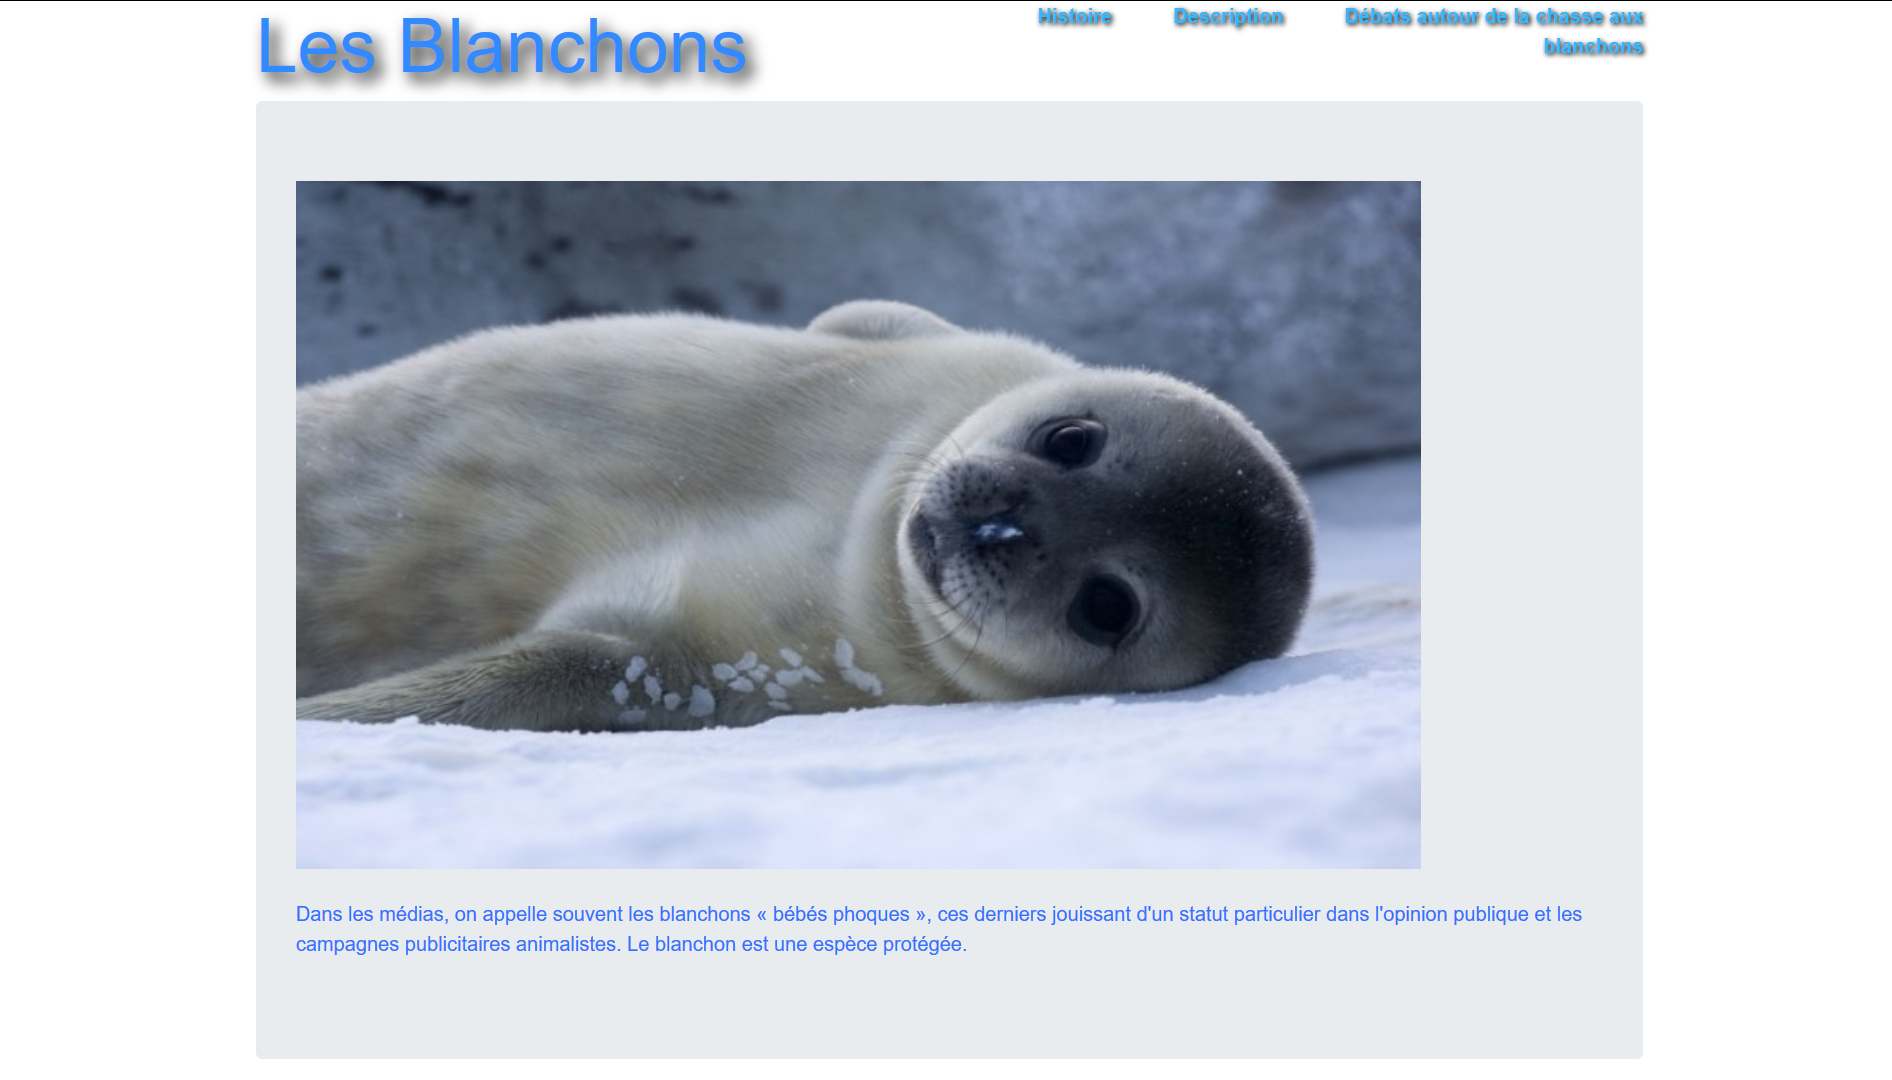 Les Blanchons
Histoire
Description
Débats autour de la chasse aux
blanchons
Dans les médias, on appelle souvent les blanchons « bébés phoques », ces derniers jouissant d'un statut particulier dans l'opinion publique et les
campagnes publicitaires animalistes. Le blanchon est une espèce protégée.